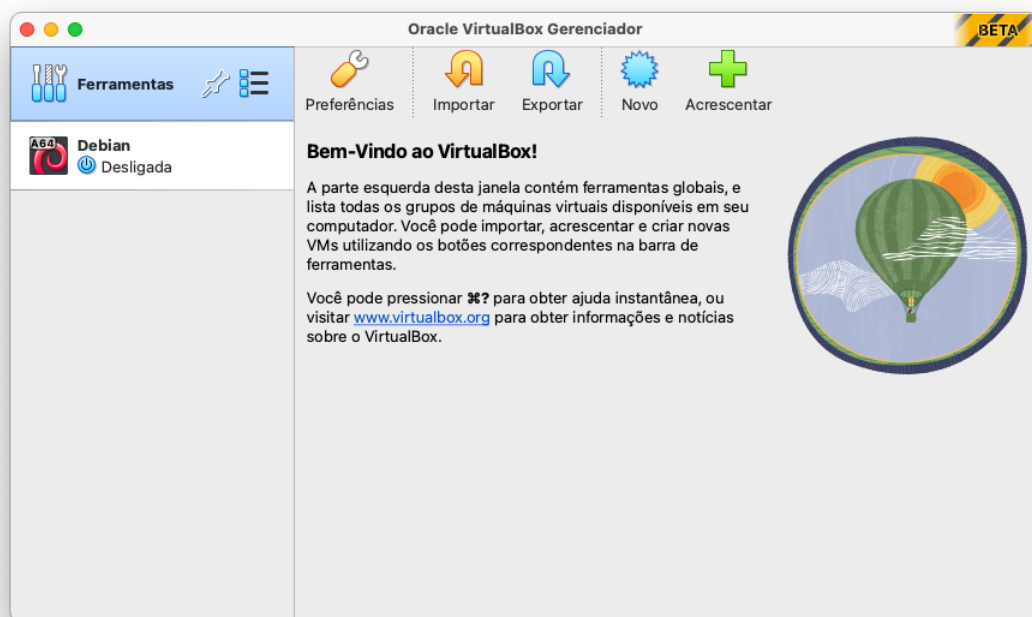 Oracle VirtualBox Gerenciador
BETA
Ferramentas
A64
Debian
Desligada
Preferências
Importar
Exportar
Novo
Acrescentar
Bem-Vindo ao VirtualBox!
A parte esquerda desta janela contém ferramentas globais, e
lista todas os grupos de máquinas virtuais disponíveis em seu
computador. Você pode importar, acrescentar e criar novas
VMs utilizando os botões correspondentes na barra de
ferramentas.
Você pode pressionar ⌘? para obter ajuda instantânea, ou
visitar www.virtualbox.org para obter informações e notícias
sobre o VirtualBox.